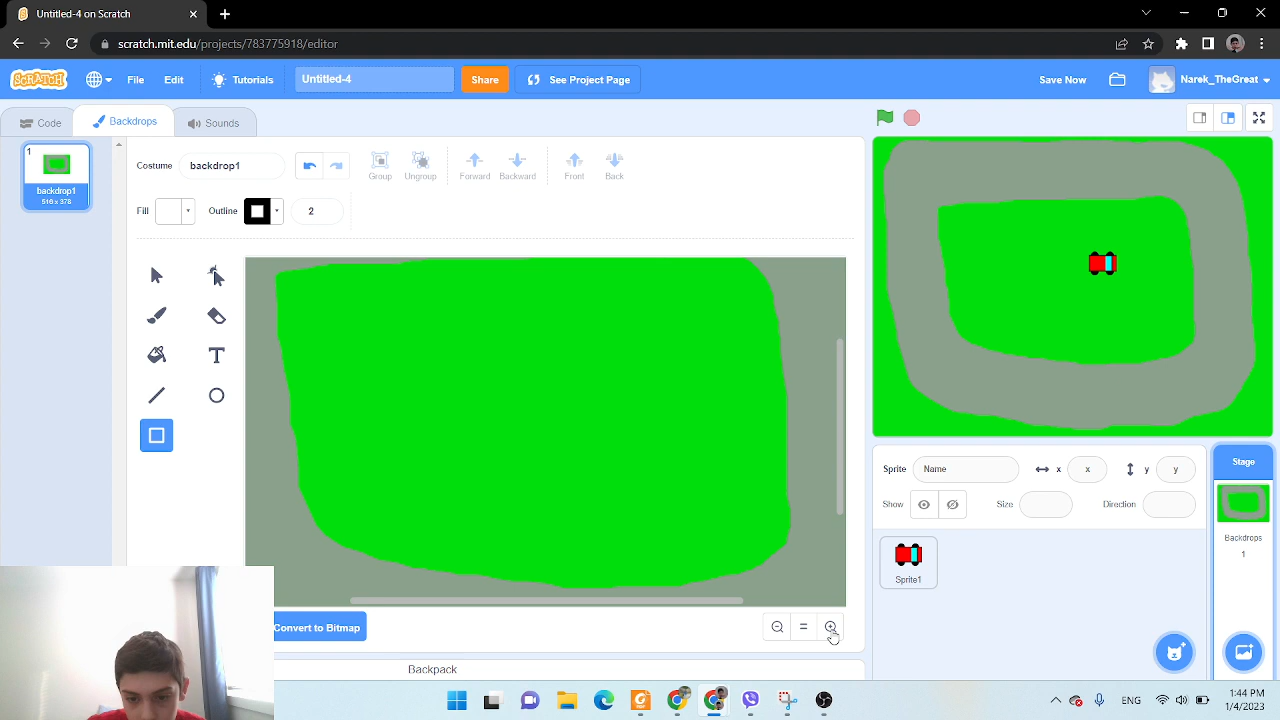 Untitled-4 on Scratch
scratch.mit.edu/projects/783775918/editor
SCRATCH File Edit Tutorials Untitled-4 Share See Project Page Save Now Narek_TheGreat
Code Backdrops Sounds
1
backdrop1
516 x 378
Costume backdrop1 Group Ungroup Forward Backward Front Back
Fill Outline 2
T
Convert to Bitmap
Backpack
Sprite Name x x y y
Show Size Direction
Sprite1
Stage
Backdrops
1
ENG 1:44 PM
1/4/2023